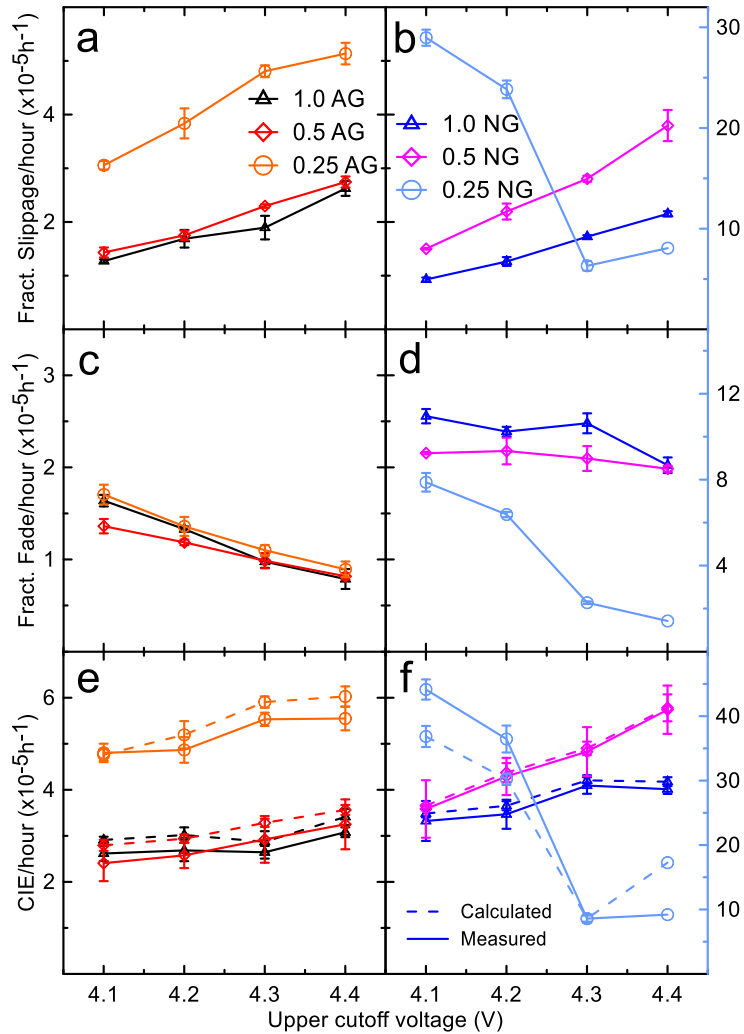 a
b
32
Fract. Slippage/hour (x10-5h-1)
4
2
1.0 AG
0.5 AG
0.25 AG
1.0 NG
0.5 NG
0.25 NG
20
10
c
d
Fract. Fade/hour (x10-5h-1)
3
2
1
12
8
4
e
f
CIE/hour (x10-5h-1)
6
4
2
40
30
20
10
Calculated
Measured
4.1 4.2 4.3 4.4 4.1 4.2 4.3 4.4
Upper cutoff voltage (V)